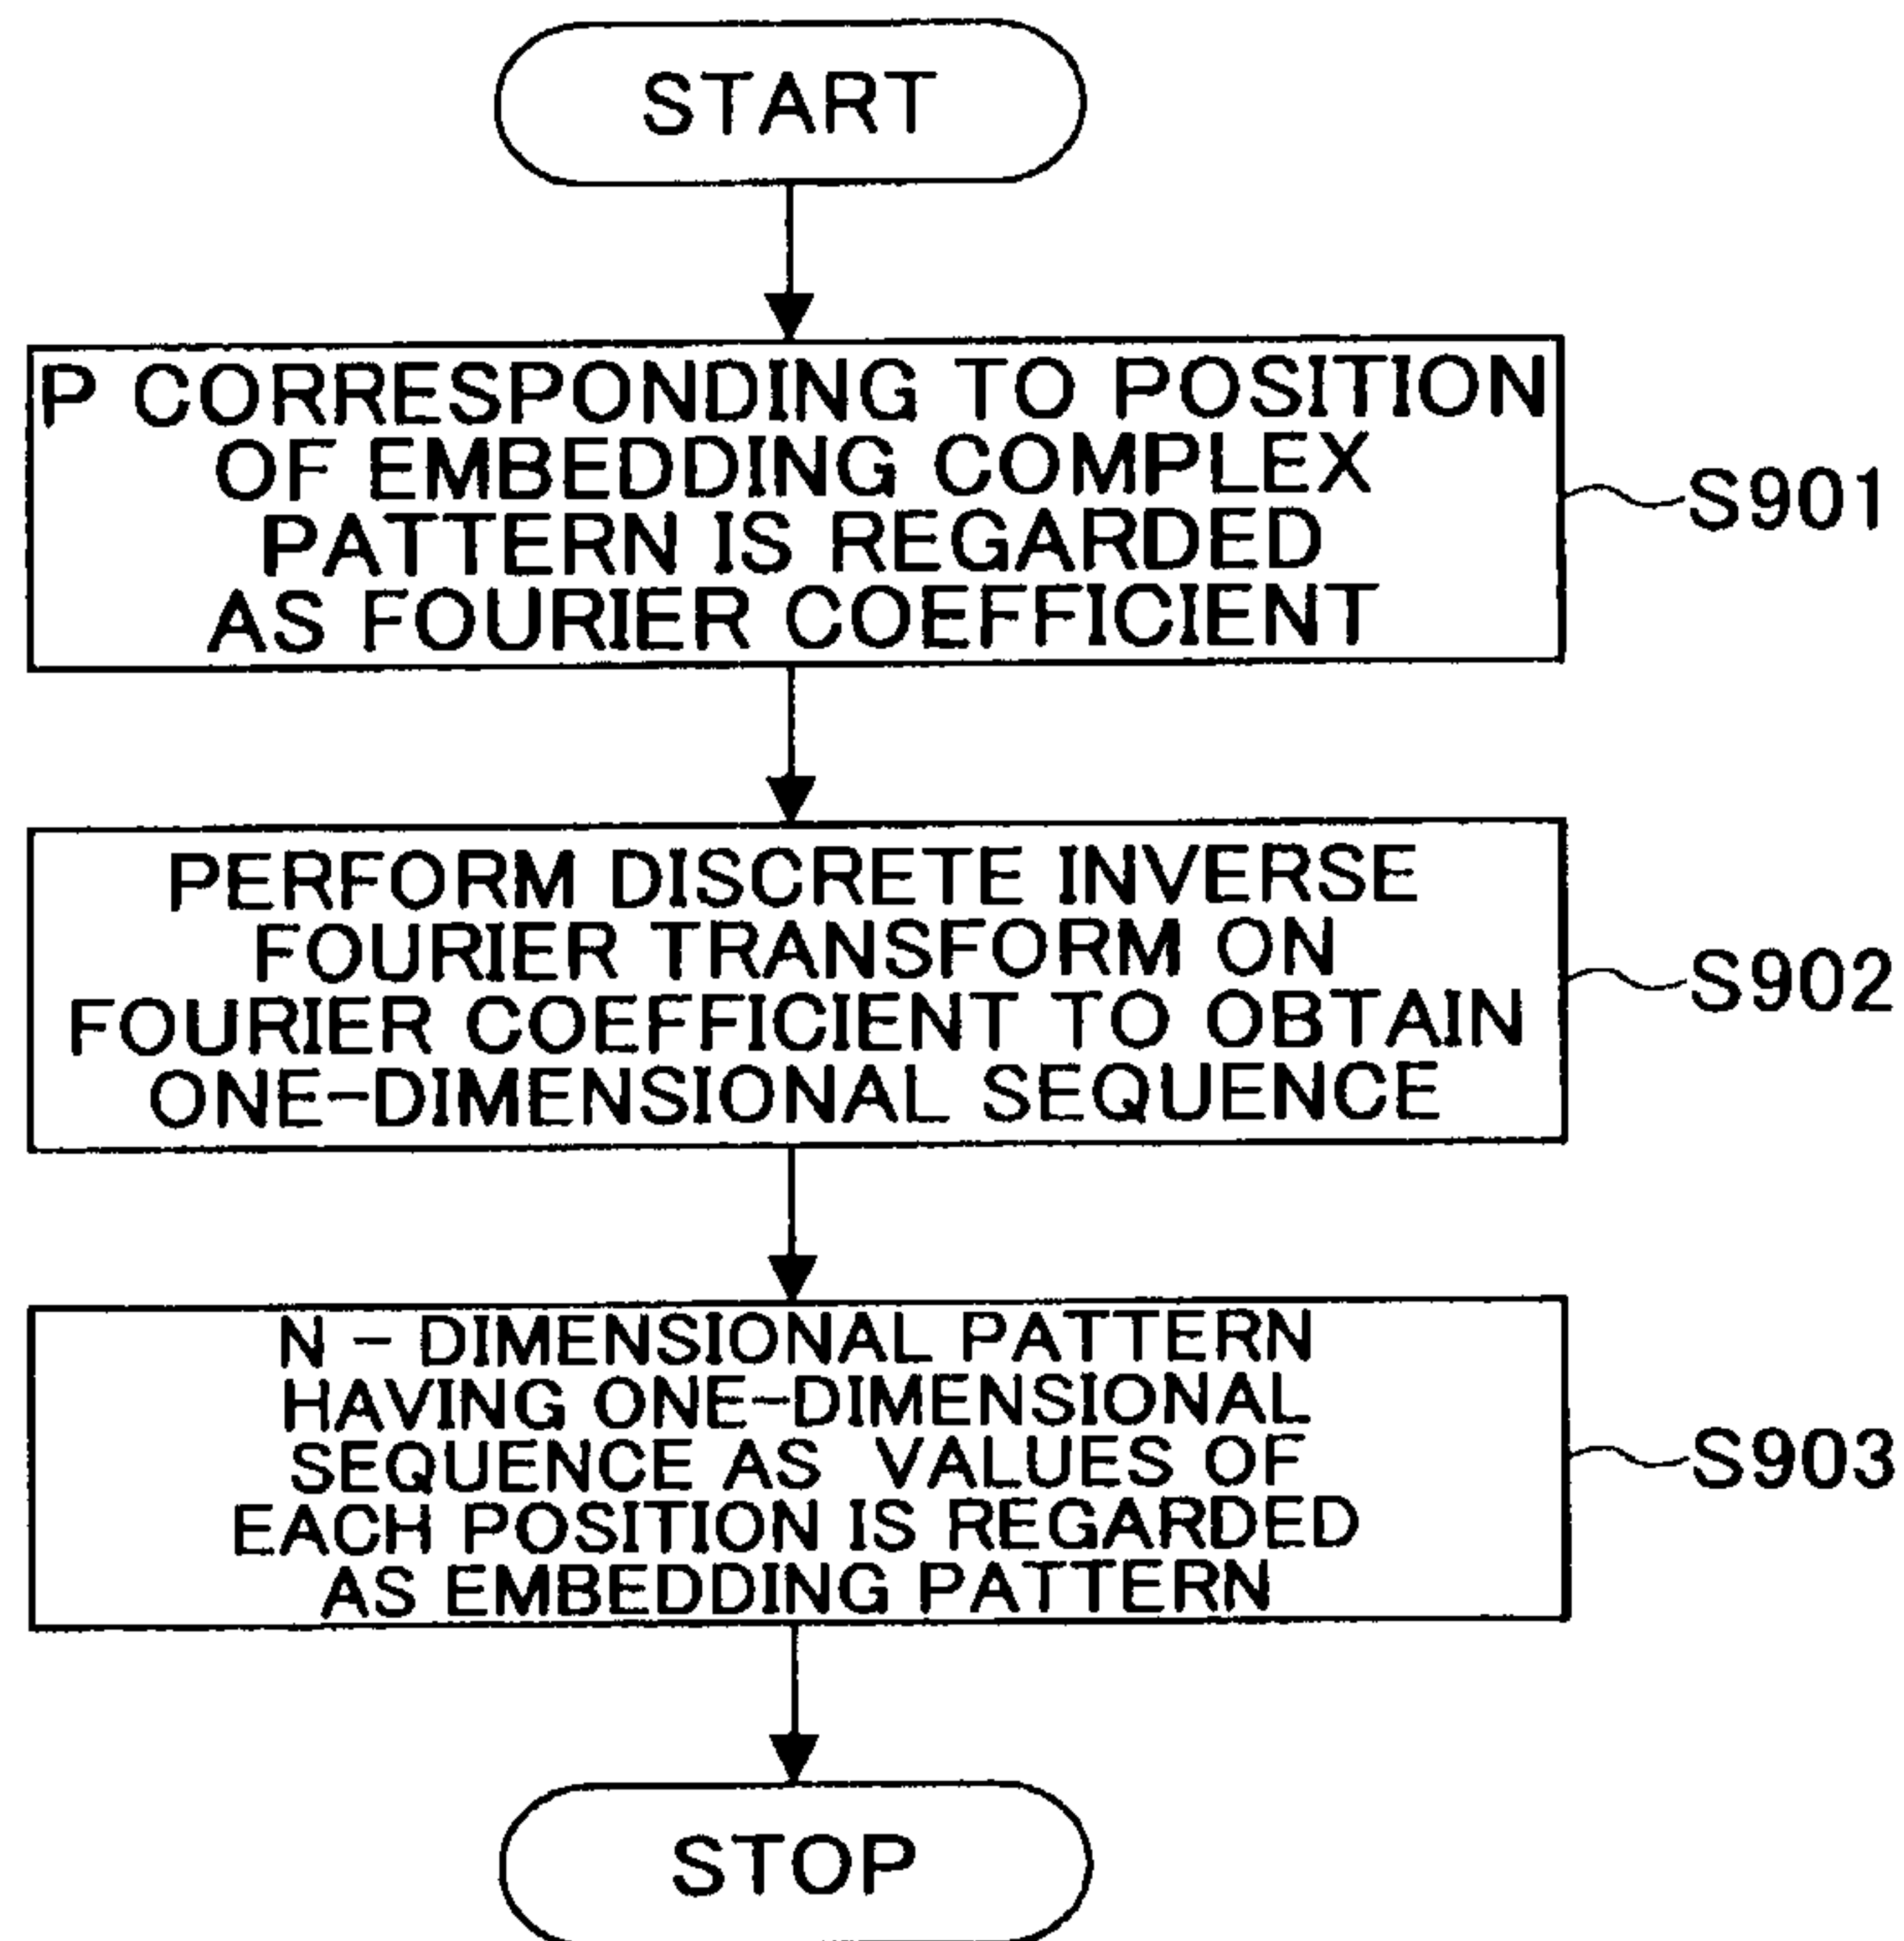 START
P CORRESPONDING TO POSITION
OF EMBEDDING COMPLEX
PATTERN IS REGARDED
AS FOURIER COEFFICIENT
S901
PERFORM DISCRETE INVERSE
FOURIER TRANSFORM ON
FOURIER COEFFICIENT TO OBTAIN
ONE-DIMENSIONAL SEQUENCE
S902
N - DIMENSIONAL PATTERN
HAVING ONE-DIMENSIONAL
SEQUENCE AS VALUES OF
EACH POSITION IS REGARDED
AS EMBEDDING PATTERN
S903
STOP